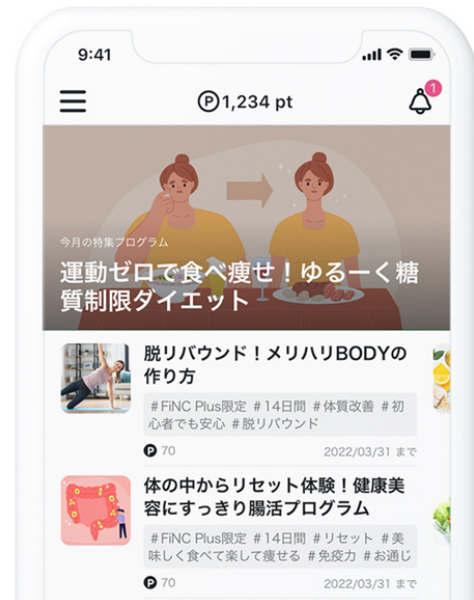 9:41
P1,234 pt
1
今月の特集プログラム
運動ゼロで食べ痩せ！ゆるーく糖
質制限ダイエット
脱リバウンド！メリハリBODYの
作り方
#FiNC Plus限定 #14日間 #体質改善 #初
心者でも安心 #脱リバウンド
P 70
2022/03/31 まで
体の中からリセット体験！健康美
容にすっきり腸活プログラム
#FiNC Plus限定 #14日間 #リセット #美
味しく食べて楽して痩せる #免疫力 #お通じ
P 70
2022/03/31 まで